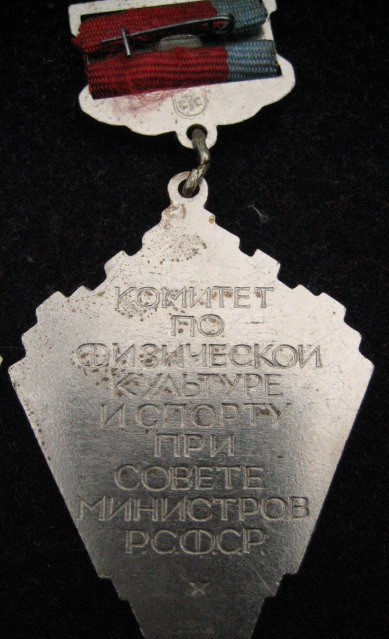 КОМИТЕТ
ПО
ФИЗИЧЕСКОЙ
КУЛЬТУРЕ
И СПОРТУ
ПРИ
СОВЕТЕ
МИНИСТРОВ
Р.С.Ф.С.Р.